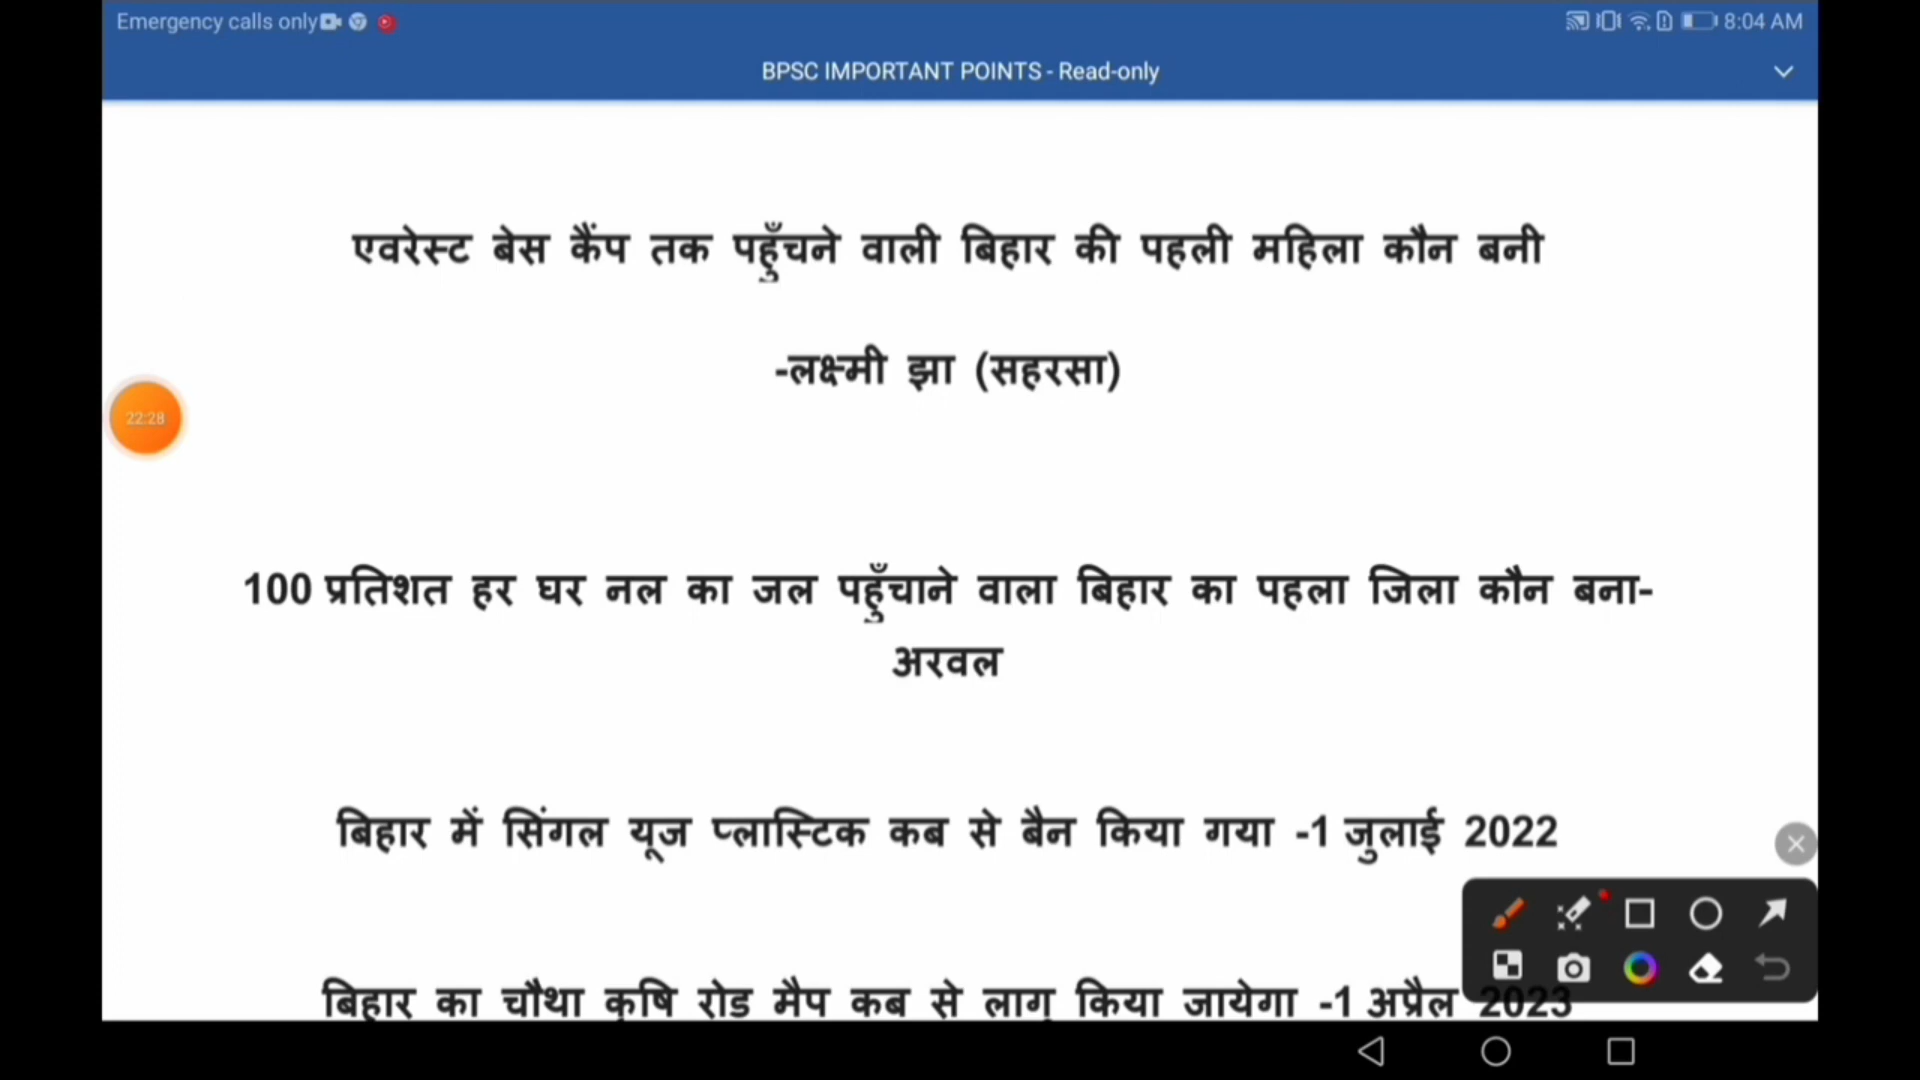 Emergency calls only
8:04 AM
BPSC IMPORTANT POINTS - Read-only
एवरेस्ट बेस कैंप तक पहुँचने वाली बिहार की पहली महिला कौन बनी
-लक्ष्मी झा (सहरसा)
22:28
100 प्रतिशत हर घर नल का जल पहुँचाने वाला बिहार का पहला जिला कौन बना-
अरवल
बिहार में सिंगल यूज प्लास्टिक कब से बैन किया गया -1 जुलाई 2022
बिहार का चौथा कृषि रोड मैप कब से लागू किया जायेगा -1 अप्रैल 2023